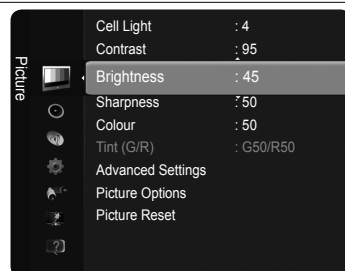 Picture
Cell Light : 4
Contrast : 95
Brightness : 45
Sharpness : 50
Colour : 50
Tint (G/R) : G50/R50
Advanced Settings
Picture Options
Picture Reset